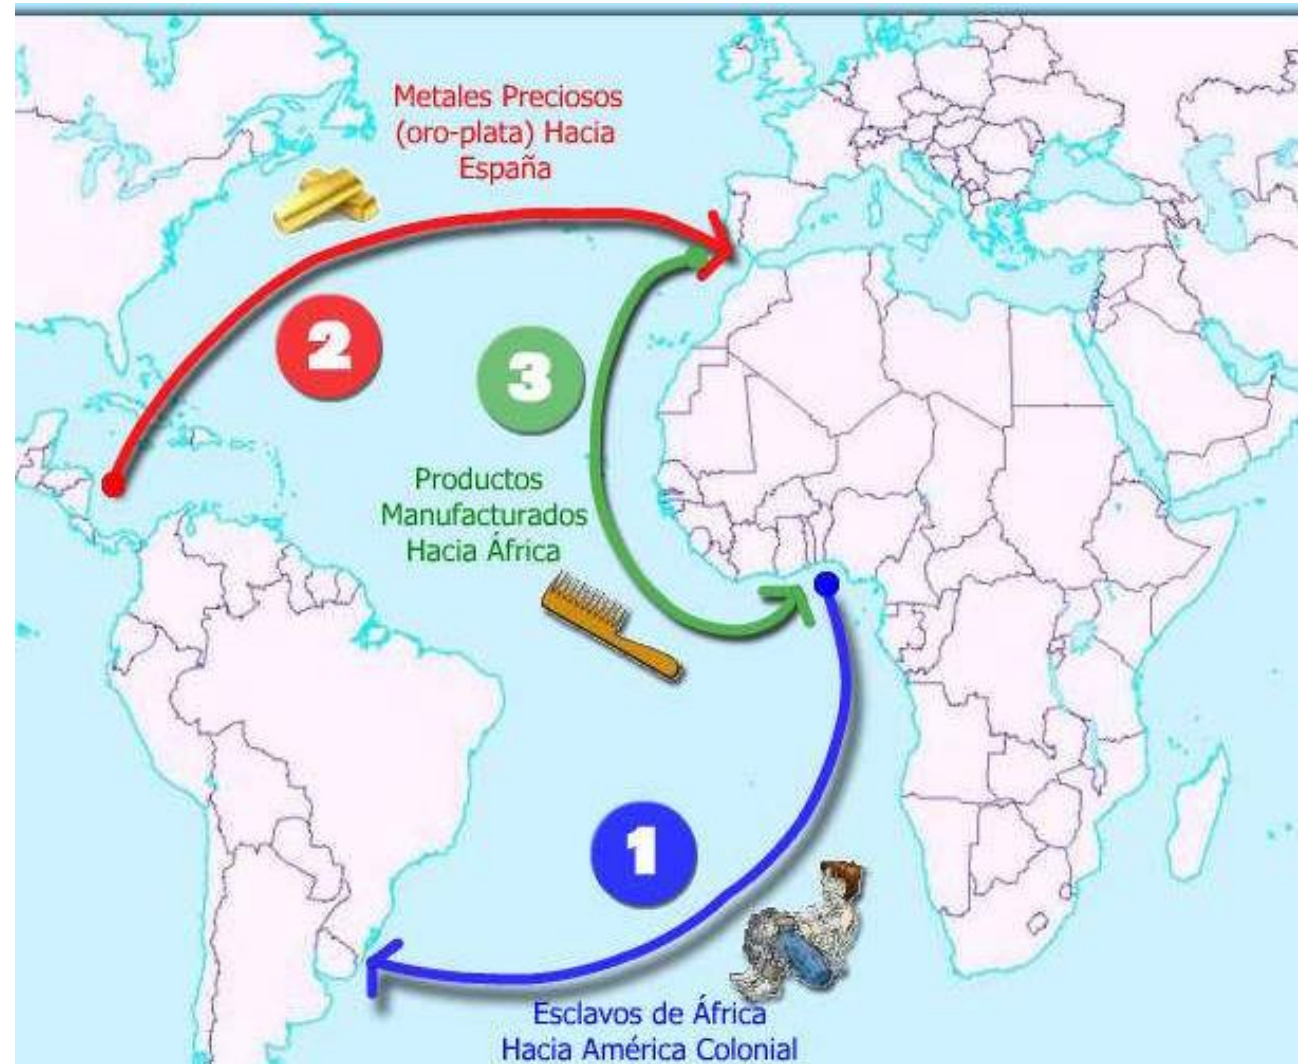 Metales Preciosos
(oro-plata) Hacia
España
2
3
Productos
Manufacturados
Hacia África
1
Esclavos de África
Hacia América Colonial